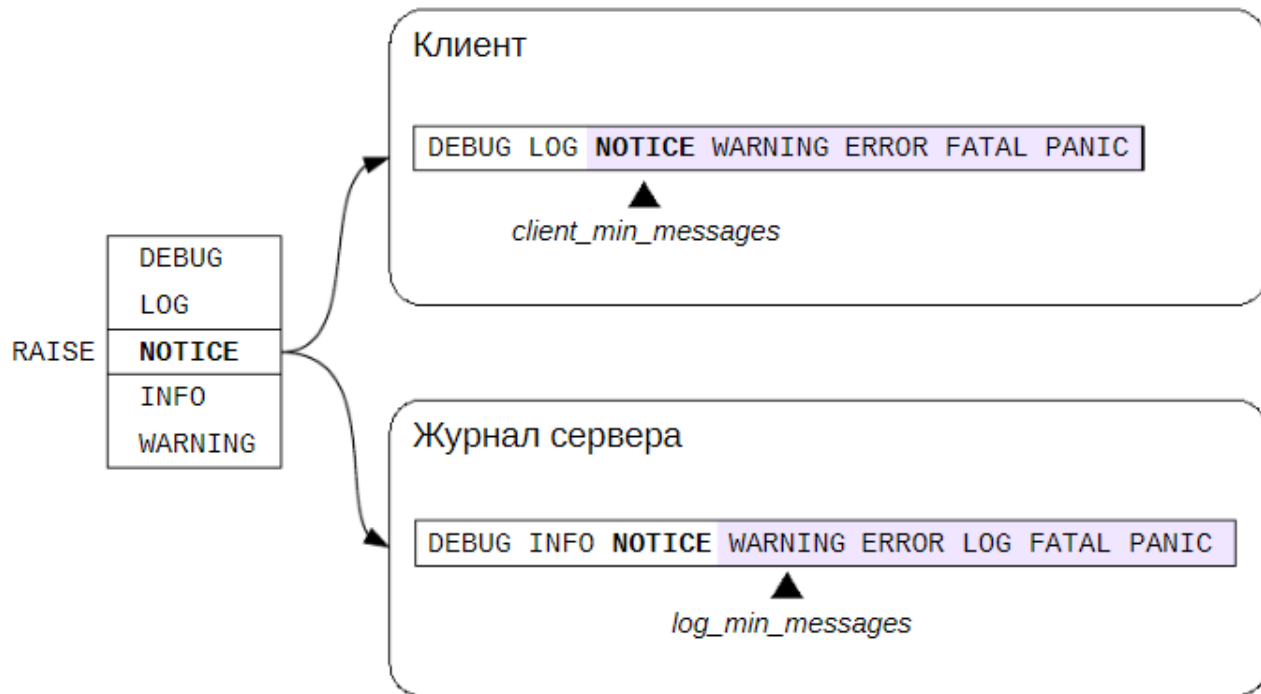 Клиент
DEBUG LOG NOTICE WARNING ERROR FATAL PANIC
client_min_messages
DEBUG
LOG
RAISE NOTICE
INFO
WARNING
Журнал сервера
DEBUG INFO NOTICE WARNING ERROR LOG FATAL PANIC
log_min_messages